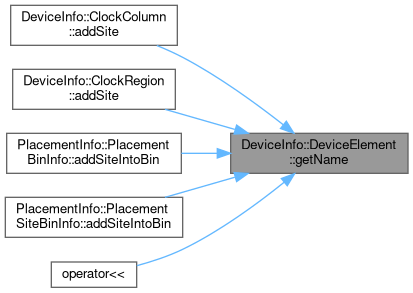 DeviceInfo::ClockColumn
::addSite
DeviceInfo::ClockRegion
::addSite
PlacementInfo::Placement
BinInfo::addSiteIntoBin
PlacementInfo::Placement
SiteBinInfo::addSiteIntoBin
operator<<
DeviceInfo::DeviceElement
::getName